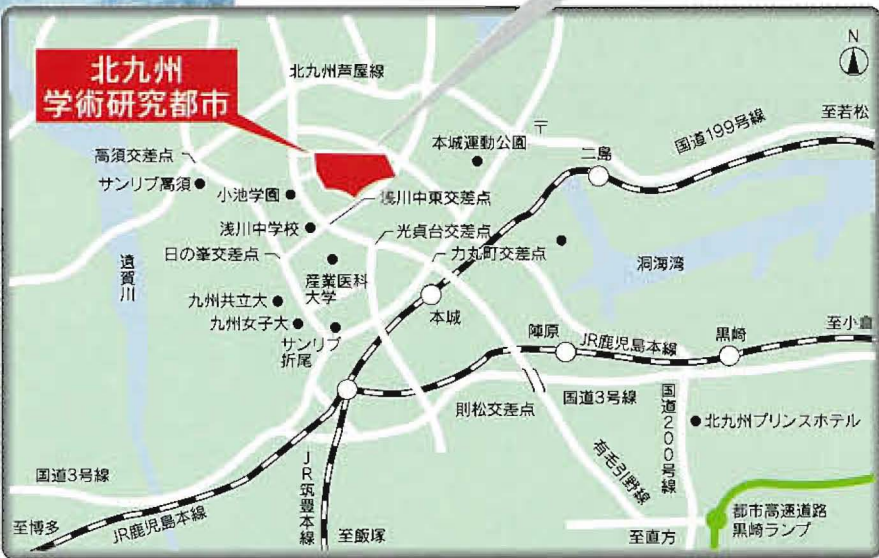 N
北九州
学術研究都市
北九州芦屋線
〒
本城運動公園
二島
国道199号線
至若松
高須交差点
サンリブ高須
小池学園
浅川中東交差点
浅川中学校
光貞台交差点
日の峯交差点
力丸町交差点
遠賀川
産業医科
大学
洞海湾
九州共立大
九州女子大
サンリブ
折尾
本城
陣原
JR鹿児島本線
黒崎
至小倉
国道3号線
則松交差点
国道200号線
北九州プリンスホテル
有毛引野線
国道3号線
JR筑豊本線
至博多
JR鹿児島本線
至飯塚
至直方
都市高速道路
黒崎ランプ